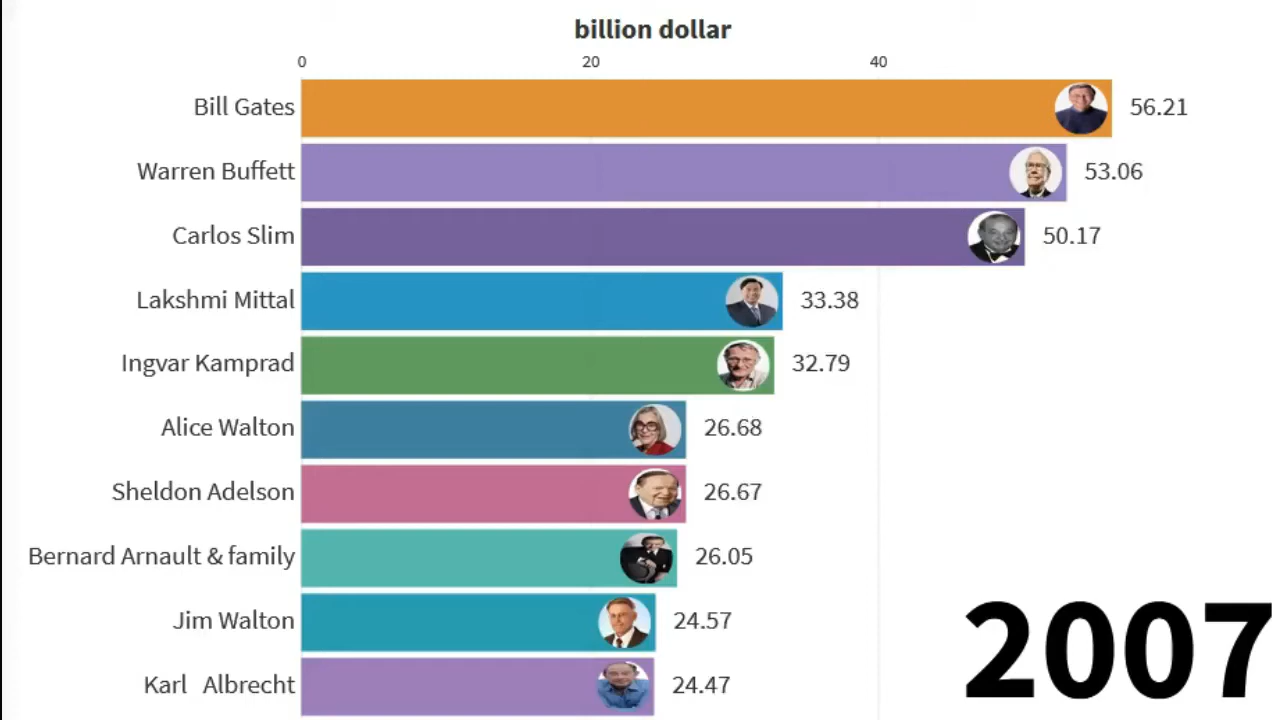 billion dollar
0 20 40
Bill Gates 56.21
Warren Buffett 53.06
Carlos Slim 50.17
Lakshmi Mittal 33.38
Ingvar Kamprad 32.79
Alice Walton 26.68
Sheldon Adelson 26.67
Bernard Arnault & family 26.05
Jim Walton 24.57
Karl Albrecht 24.47
2007